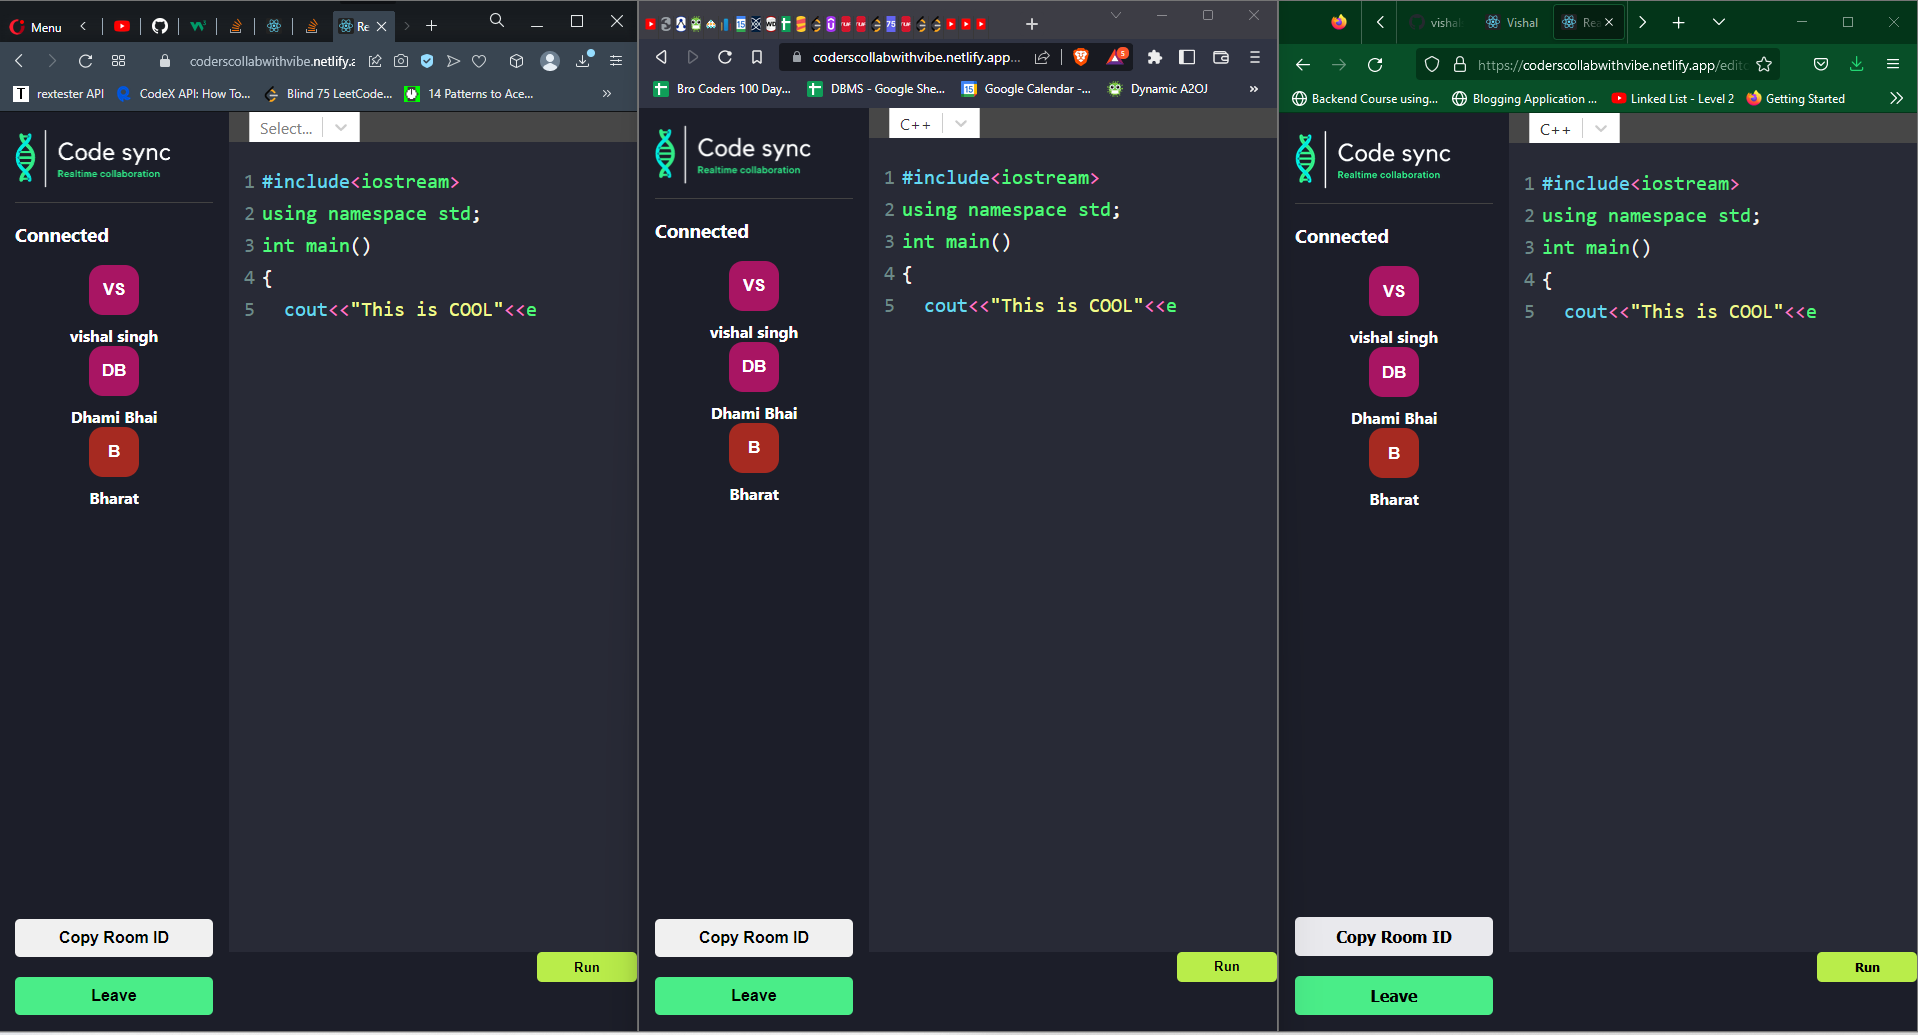 Menu
Re
coderscollabwithvibe.netlify.a
rextester API
CodeX API: How To...
Blind 75 LeetCode...
14 Patterns to Ace...
Code sync
Realtime collaboration
Connected
VS
vishal singh
DB
Dhami Bhai
B
Bharat
Copy Room ID
Leave
Select...
1 #include<iostream>
2 using namespace std;
3 int main()
4 {
5 cout<<"This is COOL"<<e
Run
coderscollabwithvibe.netlify.app...
5
Bro Coders 100 Day...
DBMS - Google She...
Google Calendar -...
Dynamic A2OJ
Code sync
Realtime collaboration
Connected
VS
vishal singh
DB
Dhami Bhai
B
Bharat
Copy Room ID
Leave
C++
1 #include<iostream>
2 using namespace std;
3 int main()
4 {
5 cout<<"This is COOL"<<e
Run
visha
Vishal
Rea
https://coderscollabwithvibe.netlify.app/edito
Backend Course using...
Blogging Application ...
Linked List - Level 2
Getting Started
Code sync
Realtime collaboration
Connected
VS
vishal singh
DB
Dhami Bhai
B
Bharat
Copy Room ID
Leave
C++
1 #include<iostream>
2 using namespace std;
3 int main()
4 {
5 cout<<"This is COOL"<<e
Run